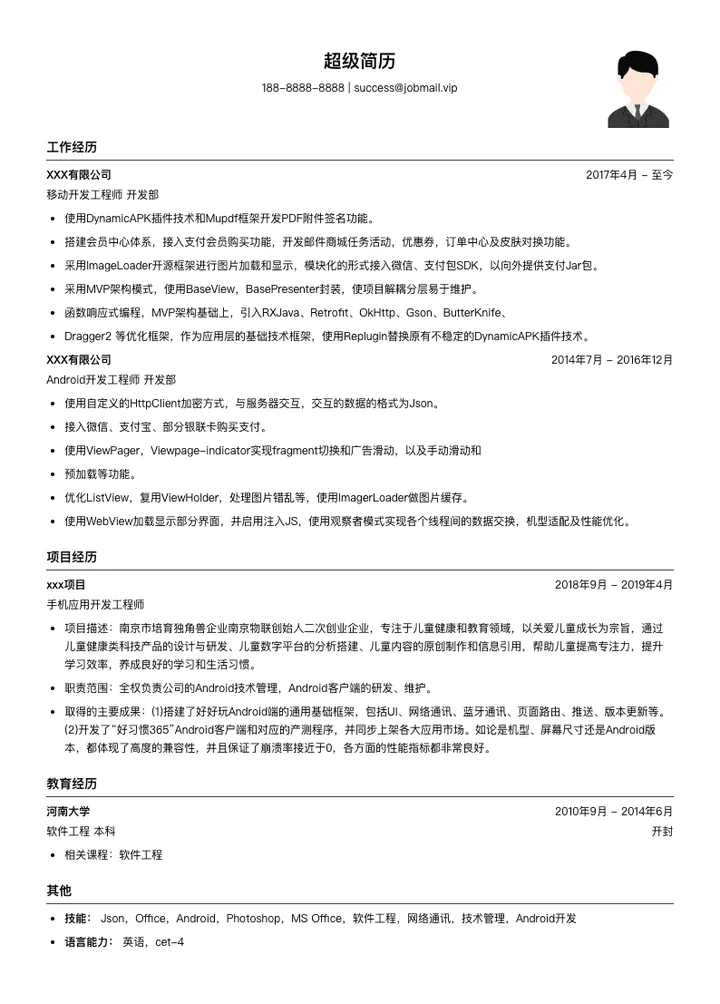 超级简历
188-8888-8888 | success@jobmail.vip
工作经历
XXX有限公司 2017年4月 – 至今
移动开发工程师 开发部
• 使用DynamicAPK插件技术和Mupdf框架开发PDF附件签名功能。
• 搭建会员中心体系，接入支付会员购买功能，开发邮件商城任务活动，优惠券，订单中心及皮肤对换功能。
• 采用ImageLoader开源框架进行图片加载和显示，模块化的形式接入微信、支付包SDK，以向外提供支付Jar包。
• 采用MVP架构模式，使用BaseView，BasePresenter封装，使项目解耦分层易于维护。
• 函数响应式编程，MVP架构基础上，引入RXJava、Retrofit、OkHttp、Gson、ButterKnife、
• Dragger2 等优化框架，作为应用层的基础技术框架，使用Replugin替换原有不稳定的DynamicAPK插件技术。
XXX有限公司 2014年7月 – 2016年12月
Android开发工程师 开发部
• 使用自定义的HttpClient加密方式，与服务器交互，交互的数据的格式为Json。
• 接入微信、支付宝、部分银联卡购买支付。
• 使用ViewPager，Viewpage-indicator实现fragment切换和广告滑动，以及手动滑动和
• 预加载等功能。
• 优化ListView，复用ViewHolder，处理图片错乱等，使用ImagerLoader做图片缓存。
• 使用WebView加载显示部分界面，并启用注入JS，使用观察者模式实现各个线程间的数据交换，机型适配及性能优化。
项目经历
xxx项目 2018年9月 – 2019年4月
手机应用开发工程师
• 项目描述：南京市培育独角兽企业南京物联创始人二次创业企业，专注于儿童健康和教育领域，以关爱儿童成长为宗旨，通过
儿童健康类科技产品的设计与研发、儿童数字平台的分析搭建、儿童内容的原创制作和信息引用，帮助儿童提高专注力，提升
学习效率，养成良好的学习和生活习惯。
• 职责范围：全权负责公司的Android技术管理，Android客户端的研发、维护。
• 取得的主要成果：(1)搭建了好好玩Android端的通用基础框架，包括UI、网络通讯、蓝牙通讯、页面路由、推送、版本更新等。
(2)开发了“好习惯365”Android客户端和对应的产测程序，并同步上架各大应用市场。如论是机型、屏幕尺寸还是Android版
本，都体现了高度的兼容性，并且保证了崩溃率接近于0，各方面的性能指标都非常良好。
教育经历
河南大学 2010年9月 – 2014年6月
软件工程 本科 开封
• 相关课程：软件工程
其他
• 技能： Json，Office，Android，Photoshop，MS Office，软件工程，网络通讯，技术管理，Android开发
• 语言能力： 英语，cet-4